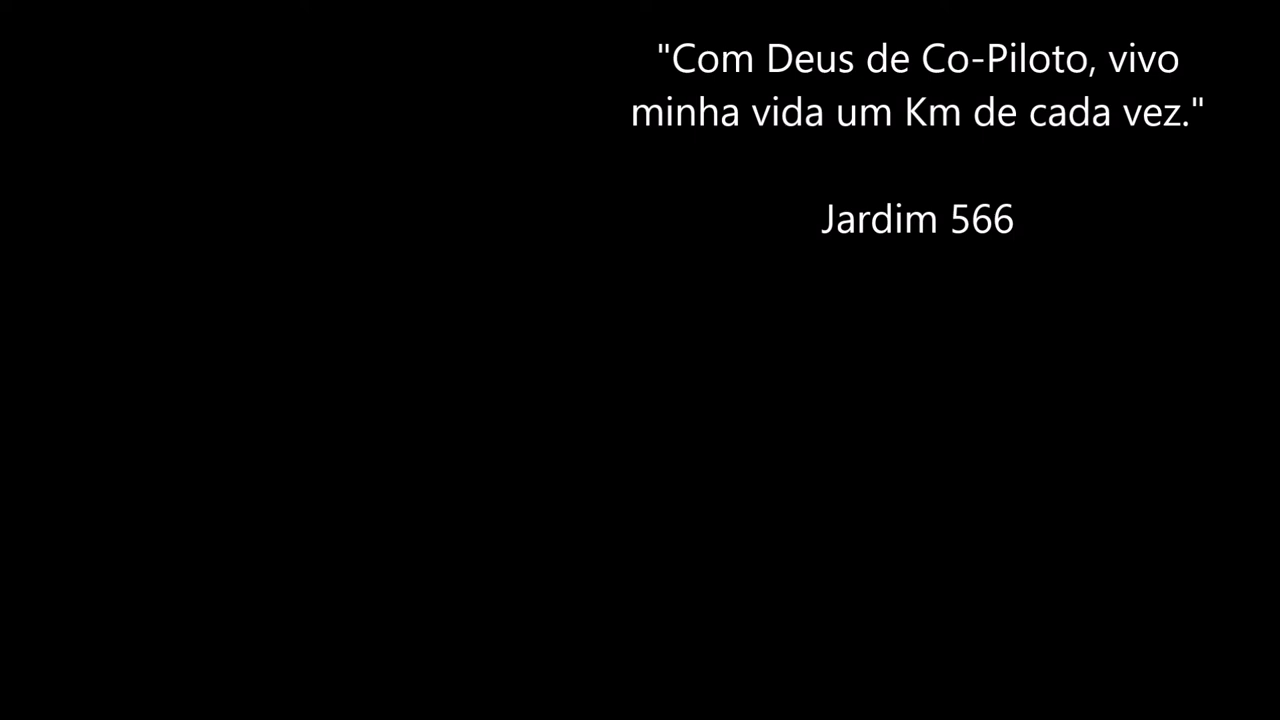 "Com Deus de Co-Piloto, vivo
minha vida um Km de cada vez."
Jardim 566